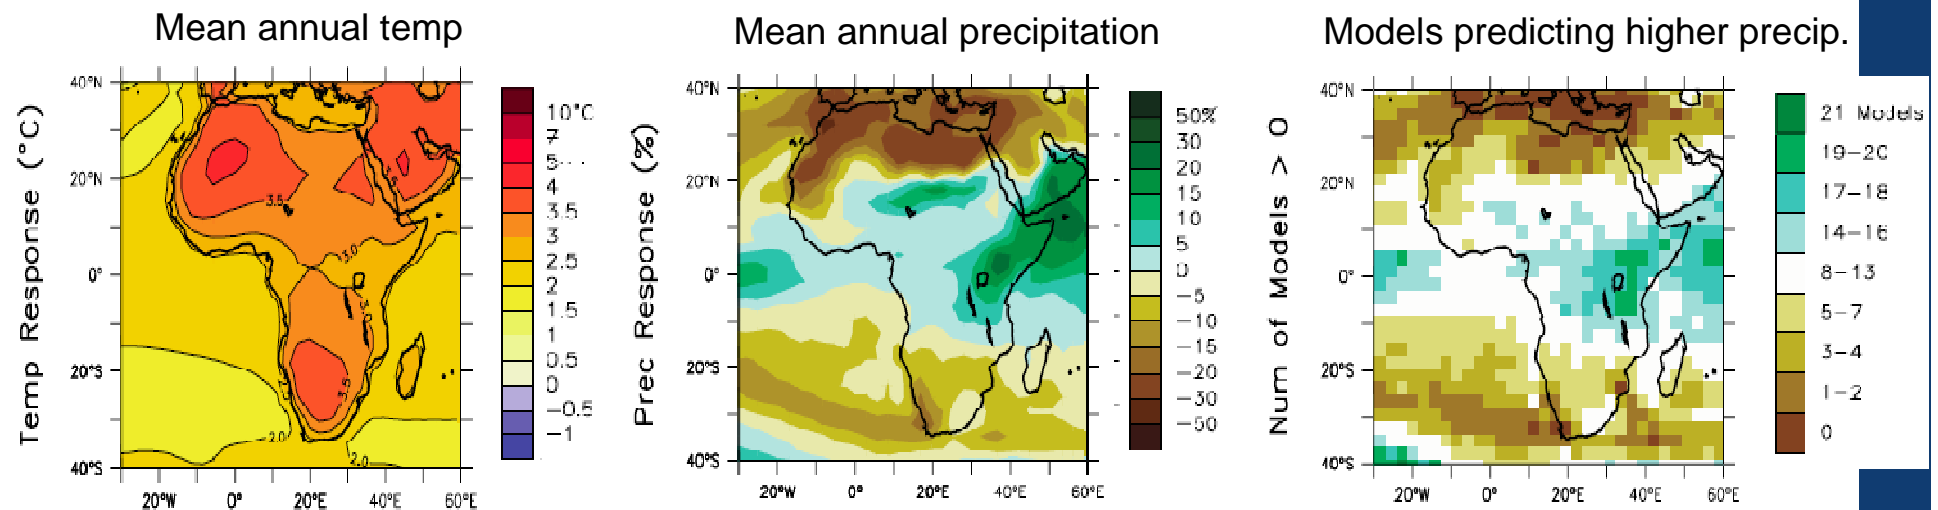 Mean annual temp
Mean annual precipitation
Models predicting higher precip.
Temp Response (°C)
40°N
20°N
0°
20°S
40°S
20°W
0°
20°E
40°E
60°E
3.5
3.0
3.5
2.0
2.0
10°C
7
5
4
3.5
3
2.5
2
1.5
1
0.5
0
-0.5
-1
Prec Response (%)
40°N
20°N
0°
20°S
40°S
20°W
0°
20°E
40°E
60°E
50%
30
20
15
10
5
0
-5
-10
-15
-20
-30
-50
Num of Models > 0
40°N
20°N
0°
20°S
40°S
20°W
0°
20°E
40°E
60°E
21 Models
19-20
17-18
14-16
8-13
5-7
3-4
1-2
0